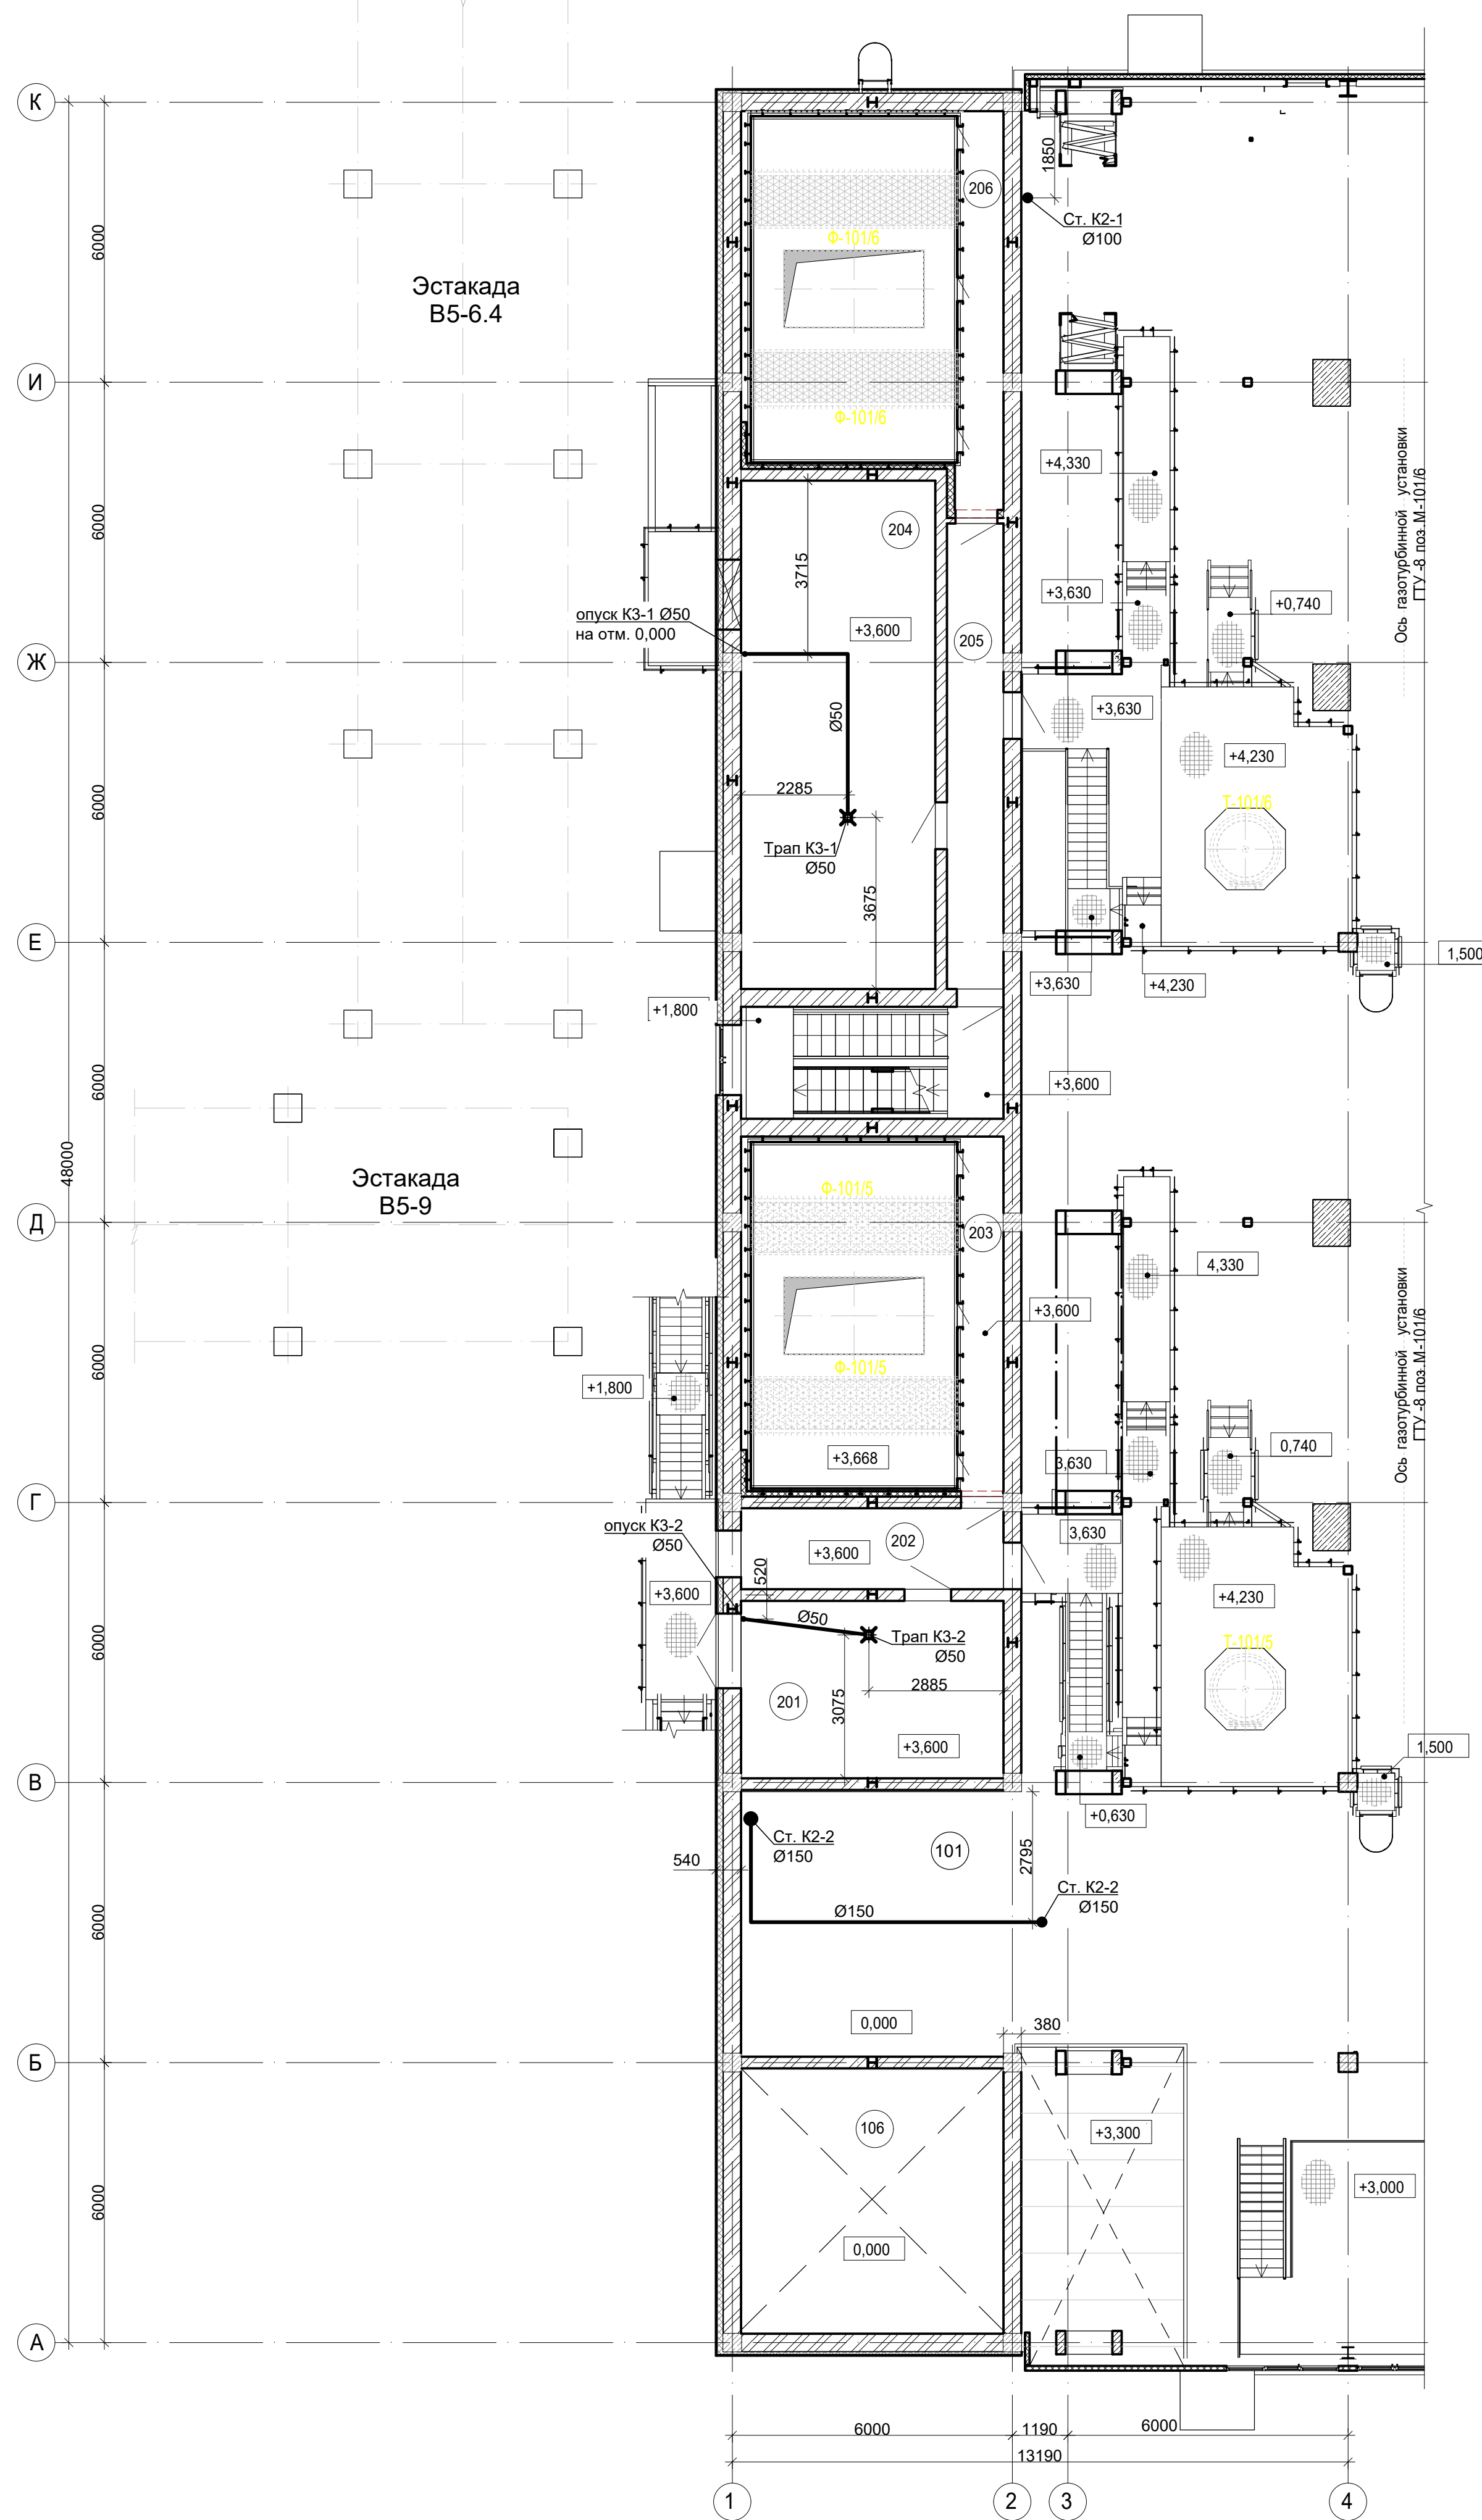 К
1850
206
Ст. К2-1
Ø100
6000
Ф-101/6
Эстакада
В5-6.4
И
Ф-101/6
+4,330
Ось газотурбинной установки
ГТУ -8 поз. М-101/6
204
6000
3715
+3,630
+0,740
опуск К3-1 Ø50
на отм. 0,000
+3,600
205
Ж
+3,630
Ø50
+4,230
6000
2285
Т-101/6
Трап К3-1
Ø50
3675
Е
1,500
+3,630
+4,230
+1,800
6000
+3,600
48000
Эстакада
В5-9
Ф-101/5
Д
203
4,330
+3,600
Ось газотурбинной установки
ГТУ -8 поз. М-101/6
6000
Ф-101/5
+1,800
+3,668
3,630
0,740
Г
опуск К3-2
Ø50
202
3,630
+3,600
520
+3,600
+4,230
Ø50
Трап К3-2
Ø50
Т-101/5
6000
2885
201
3075
+3,600
1,500
В
+0,630
Ст. К2-2
Ø150
101
2795
540
Ст. К2-2
Ø150
Ø150
6000
0,000
380
Б
106
+3,300
+3,000
6000
0,000
А
6000
1190
6000
13190
1
2
3
4